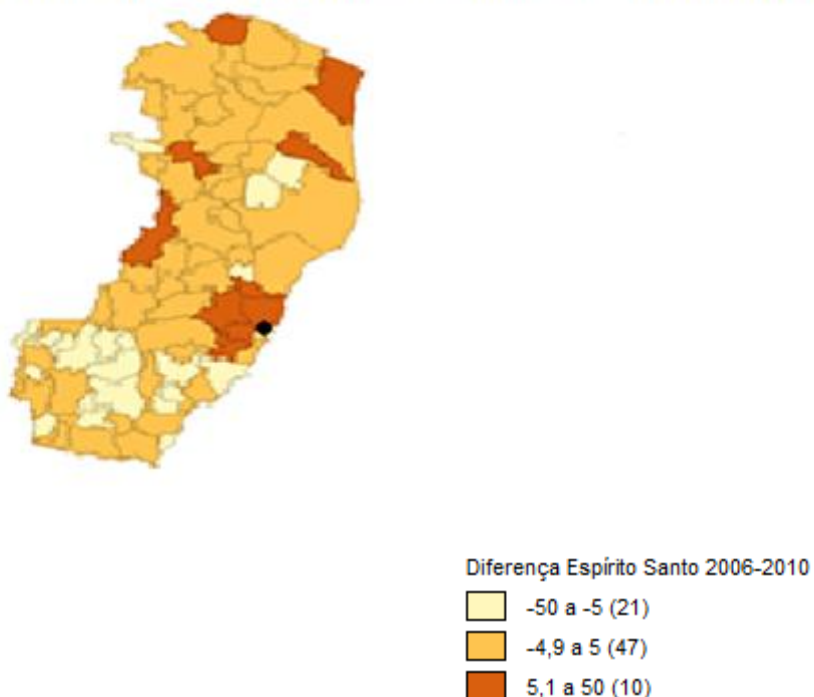 Diferença Espírito Santo 2006-2010
-50 a -5 (21)
-4,9 a 5 (47)
5,1 a 50 (10)